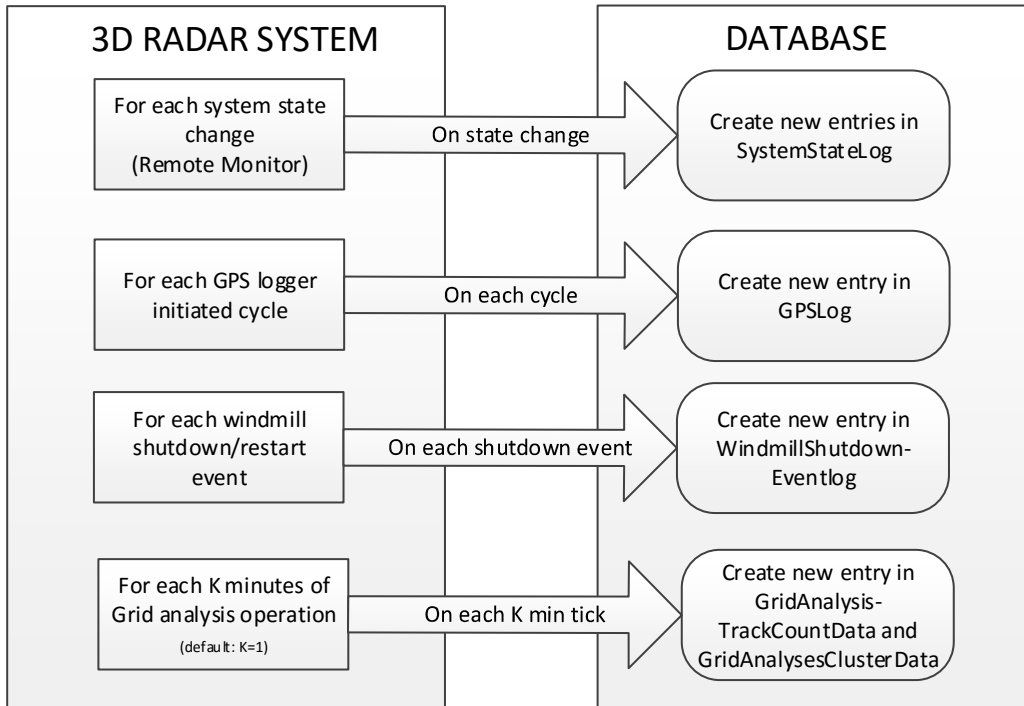 3D RADAR SYSTEM
DATABASE
For each system state
change
(Remote Monitor)
On state change
Create new entries in
SystemStateLog
For each GPS logger
initiated cycle
On each cycle
Create new entry in
GPSLog
For each windmill
shutdown/restart
event
On each shutdown event
Create new entry in
WindmillShutdown-
Eventlog
For each K minutes of
Grid analysis operation
(default: K=1)
On each K min tick
Create new entry in
GridAnalysis-
TrackCountData and
GridAnalysesClusterData